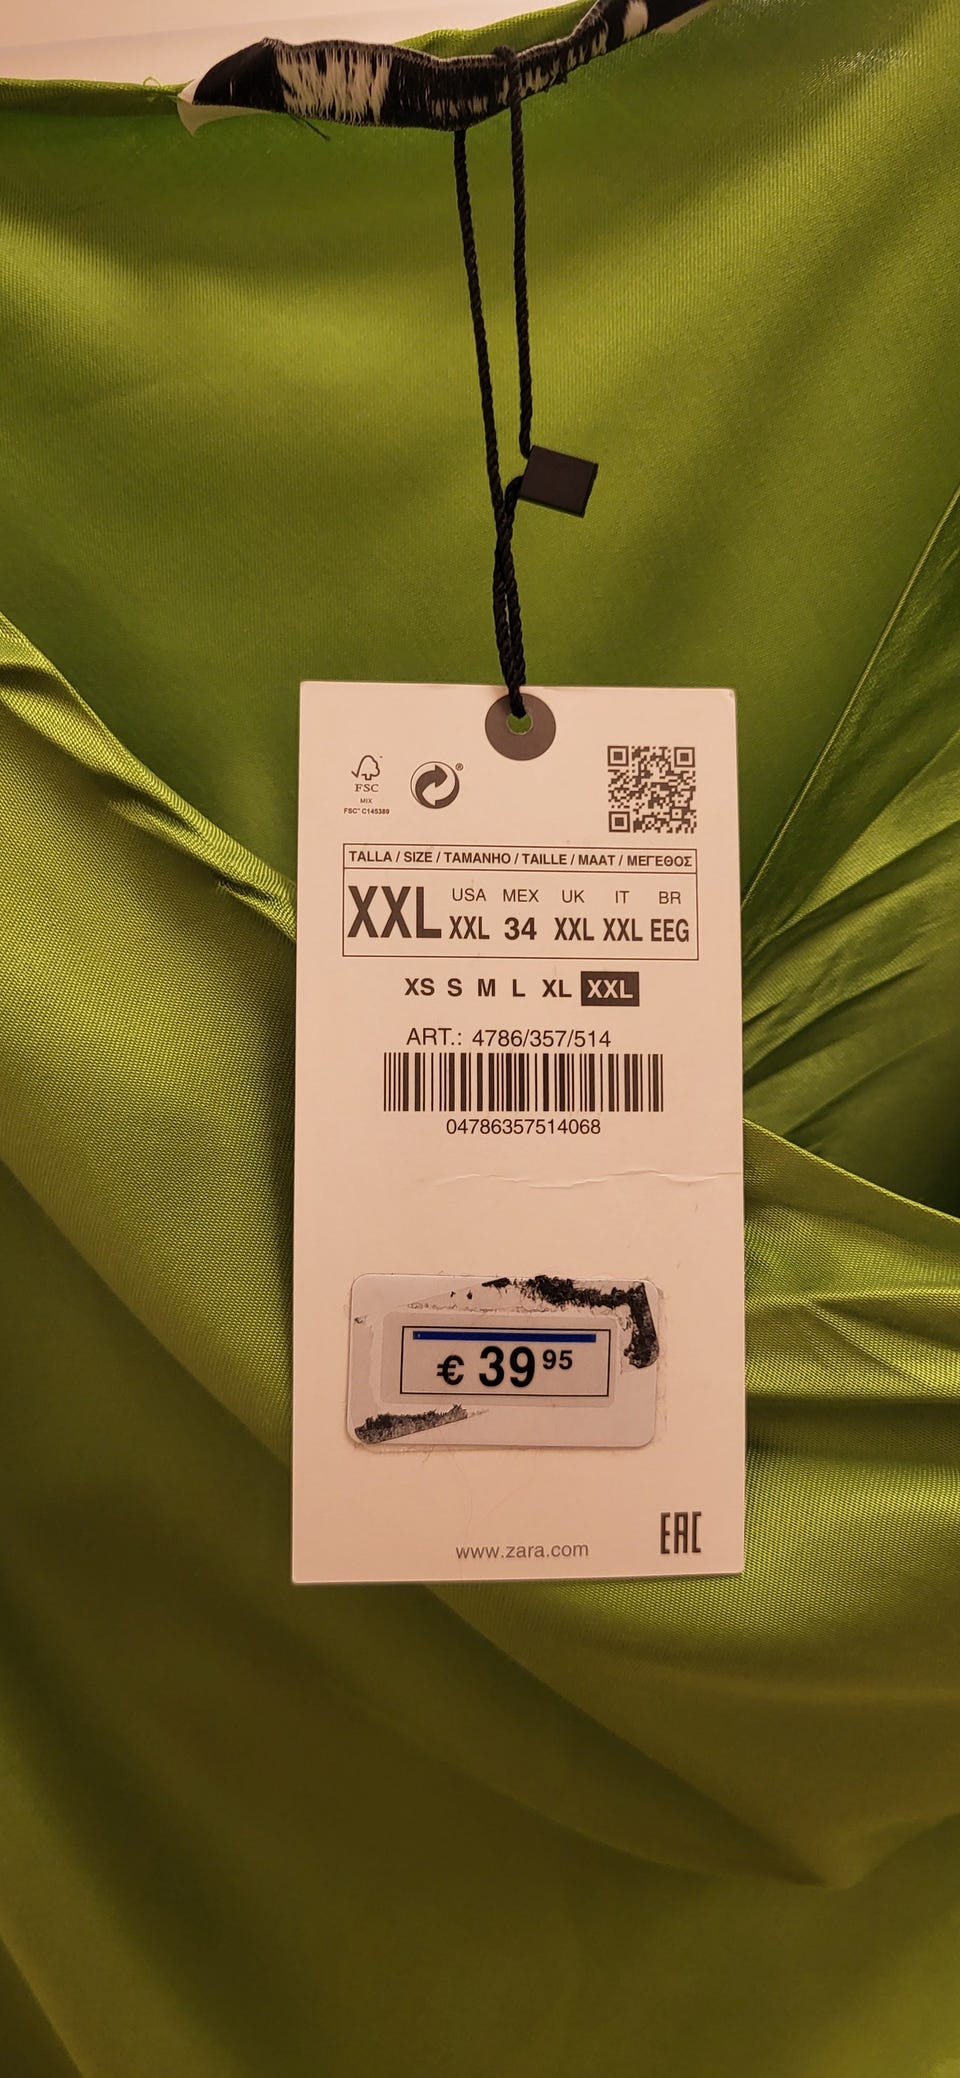 FSC
MIX
FSC™ C145389
®
TALLA / SIZE / TAMANHO / TAILLE / MAAT / ΜΕΓΕΘΟΣ
XXL
USA MEX UK IT BR
XXL 34 XXL XXL EEG
XS S M L XL XXL
ART.: 4786/357/514
04786357514068
€ 39 95
www.zara.com
EAC